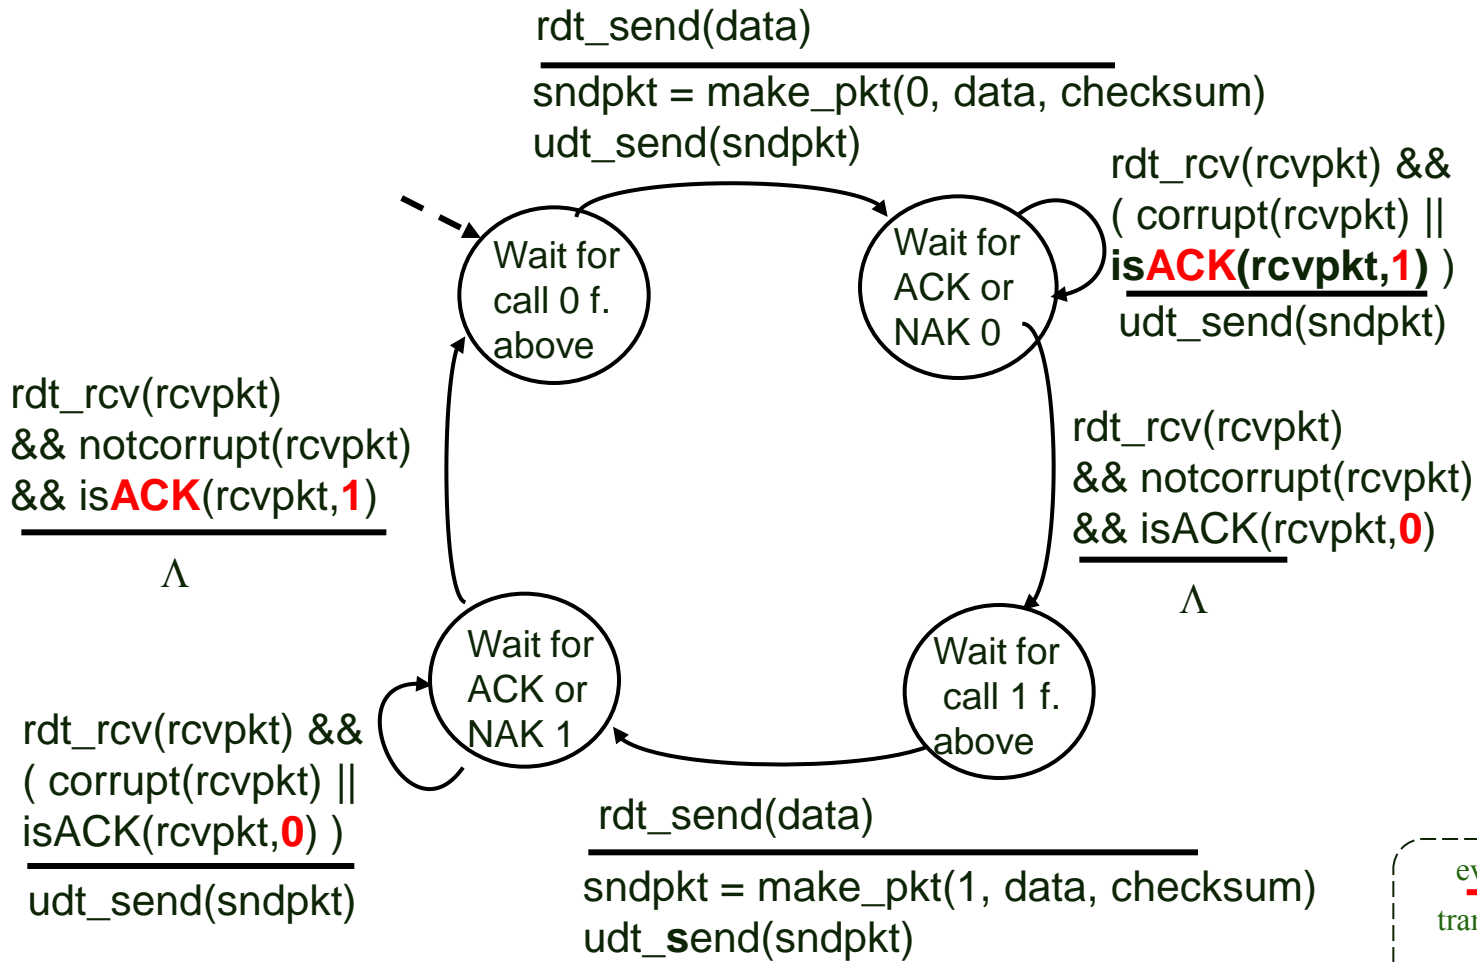 rdt_send(data)
sndpkt = make_pkt(0, data, checksum)
udt_send(sndpkt)
rdt_rcv(rcvpkt) &&
( corrupt(rcvpkt) ||
isACK(rcvpkt,1) )
udt_send(sndpkt)
Wait for
call 0 f.
above
Wait for
ACK or
NAK 0
rdt_rcv(rcvpkt)
&& notcorrupt(rcvpkt)
&& isACK(rcvpkt,1)
Λ
rdt_rcv(rcvpkt)
&& notcorrupt(rcvpkt)
&& isACK(rcvpkt,0)
Λ
Wait for
ACK or
NAK 1
Wait for
call 1 f.
above
rdt_rcv(rcvpkt) &&
( corrupt(rcvpkt) ||
isACK(rcvpkt,0) )
udt_send(sndpkt)
rdt_send(data)
sndpkt = make_pkt(1, data, checksum)
udt_send(sndpkt)